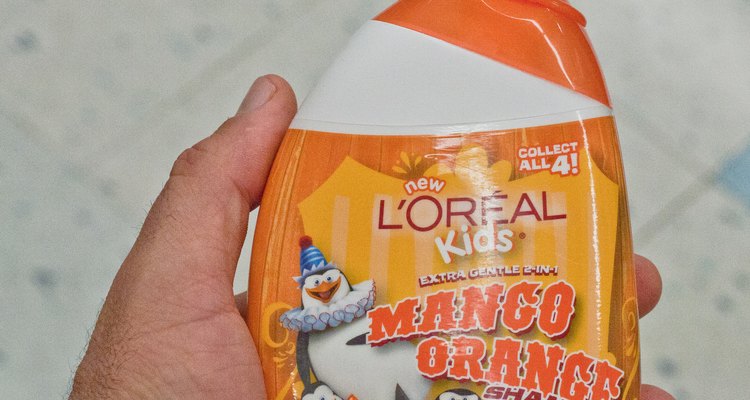 COLLECT
ALL 4!
new
L'ORÉAL
Kids
EXTRA GENTLE 2-IN-1
MANGO
ORANGE